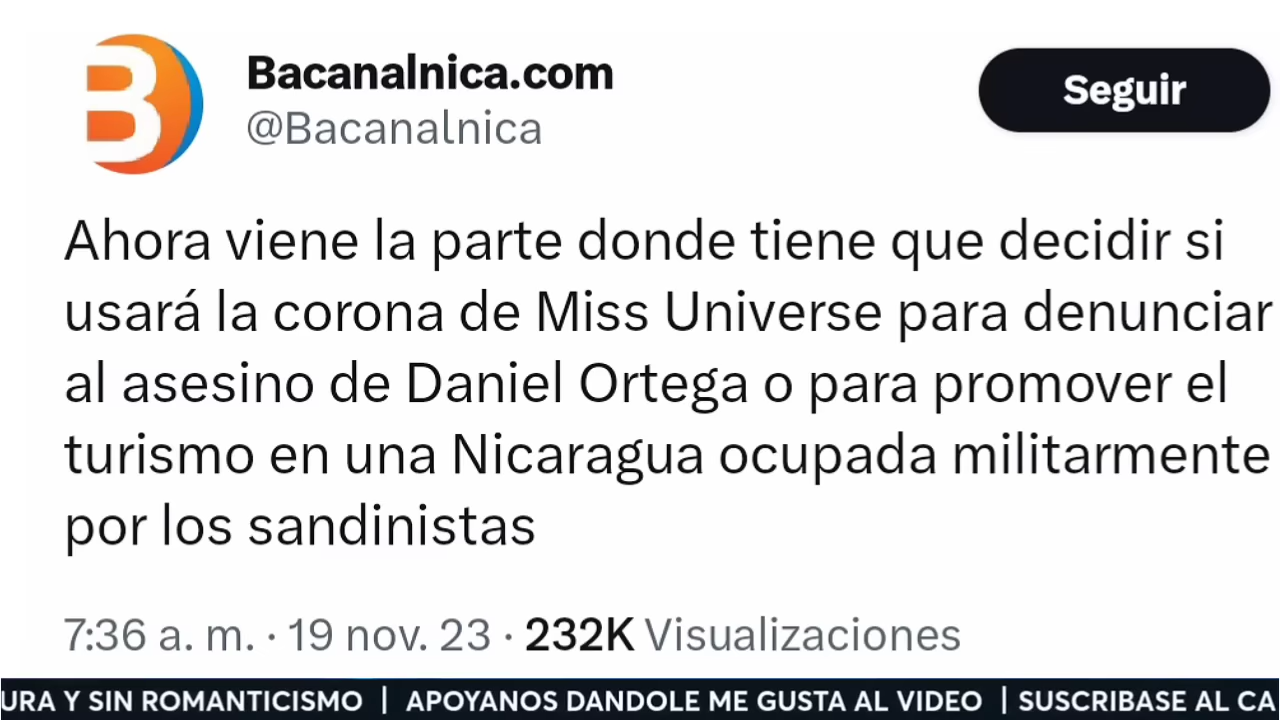 B
Bacanalnica.com
@Bacanalnica
Seguir
Ahora viene la parte donde tiene que decidir si
usará la corona de Miss Universe para denunciar
al asesino de Daniel Ortega o para promover el
turismo en una Nicaragua ocupada militarmente
por los sandinistas
7:36 a. m. · 19 nov. 23 · 232K Visualizaciones
URA Y SIN ROMANTICISMO | APOYANOS DANDOLE ME GUSTA AL VIDEO | SUSCRIBASE AL CA